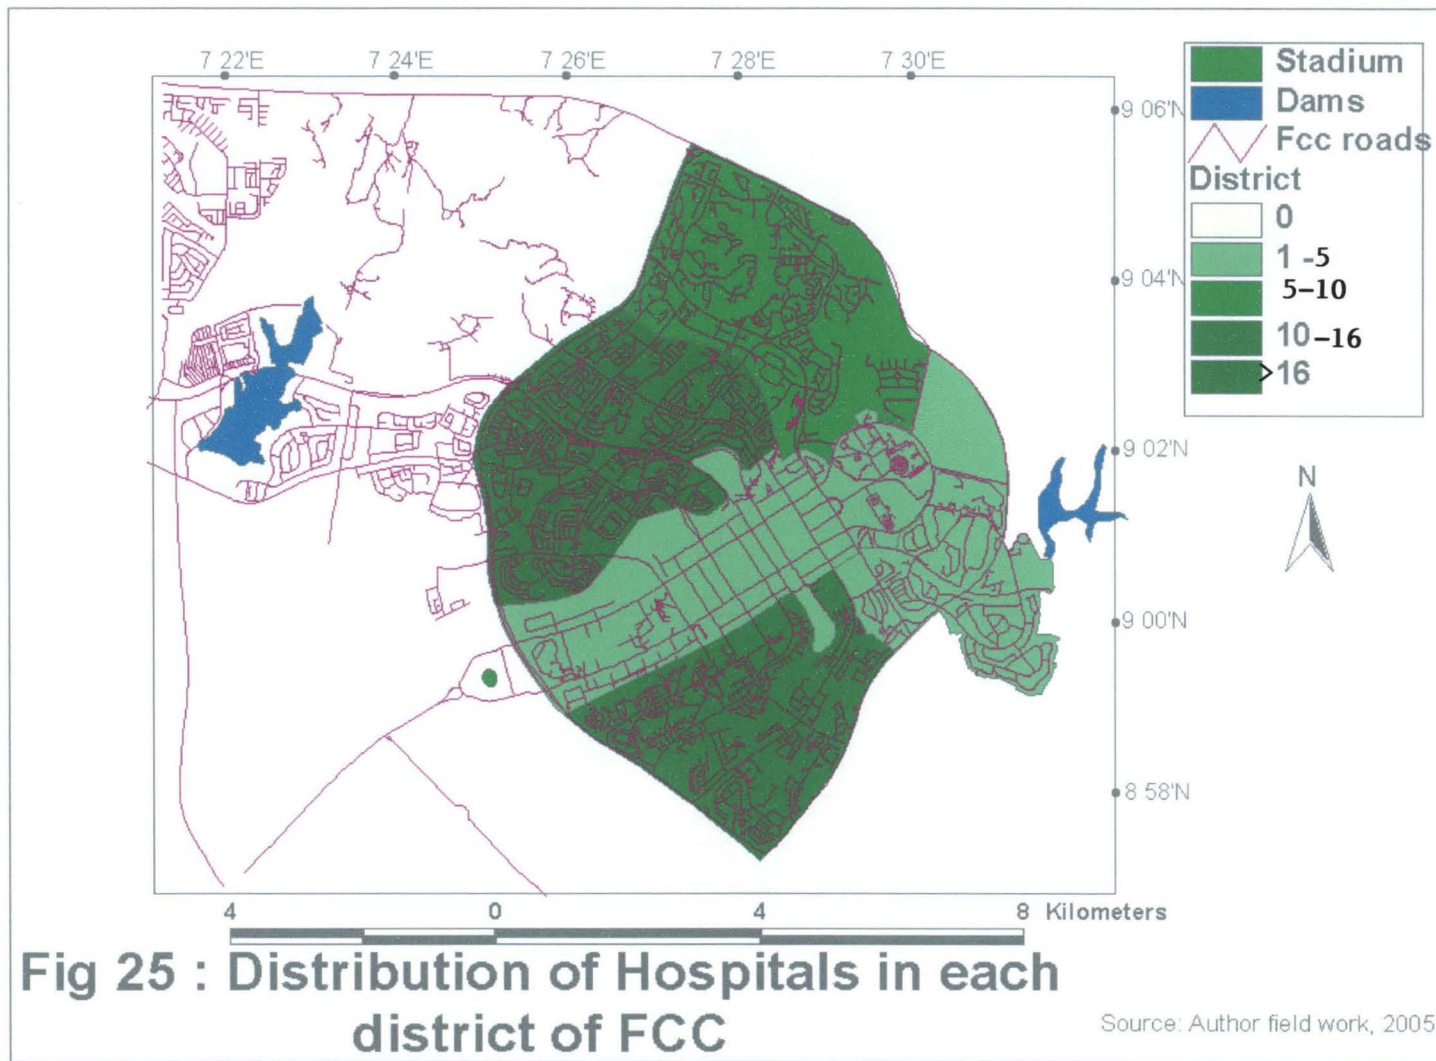 7 22'E 7 24'E 7 26'E 7 28'E 7 30'E
9 06'N
9 04'N
9 02'N
9 00'N
8 58'N
Stadium
Dams
Fcc roads
District
0
1 -5
5-10
10-16
>16
N
4 0 4 8 Kilometers
Fig 25 : Distribution of Hospitals in each
district of FCC
Source: Author field work, 2005